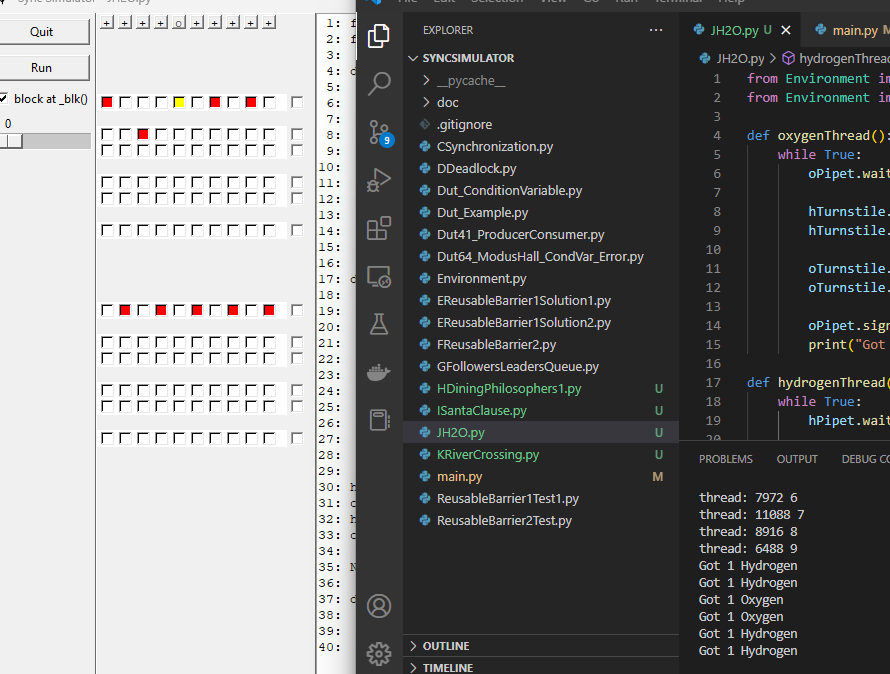 Sync Simulator - JH2O.py
Quit
Run
block at _blk()
0
+ + + + o + + + + +
1: f
2: f
3:
4: d
5:
6:
7:
8:
9:
10:
11:
12:
13:
14:
15:
16:
17: d
18:
19:
20:
21:
22:
23:
24:
25:
26:
27:
28:
29:
30: h
31: c
32: h
33: c
34:
35: N
36:
37: d
38:
39:
40:
File Edit Selection View Go Run Terminal Help
EXPLORER
SYNCSIMULATOR
__pycache__
doc
.gitignore
CSynchronization.py
DDeadlock.py
Dut_ConditionVariable.py
Dut_Example.py
Dut41_ProducerConsumer.py
Dut64_ModusHall_CondVar_Error.py
Environment.py
EReusableBarrier1Solution1.py
EReusableBarrier1Solution2.py
FReusableBarrier2.py
GFollowersLeadersQueue.py
HDiningPhilosophers1.py U
ISantaClause.py U
JH2O.py U
KRiverCrossing.py U
main.py M
ReusableBarrier1Test1.py
ReusableBarrier2Test.py
OUTLINE
TIMELINE
9
JH2O.py U
main.py M
JH2O.py > hydrogenThread
1 from Environment im
2 from Environment im
3
4 def oxygenThread():
5 while True:
6 oPipet.wait
7
8 hTurnstile.
9 hTurnstile.
10
11 oTurnstile.
12 oTurnstile.
13
14 oPipet.sign
15 print("Got
16
17 def hydrogenThread(
18 while True:
19 hPipet.wait
20
PROBLEMS OUTPUT DEBUG CO
thread: 7972 6
thread: 11088 7
thread: 8916 8
thread: 6488 9
Got 1 Hydrogen
Got 1 Hydrogen
Got 1 Oxygen
Got 1 Oxygen
Got 1 Hydrogen
Got 1 Hydrogen